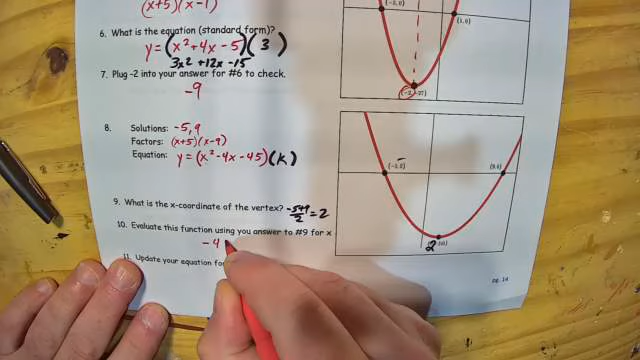 (x+5)(x-1)
6. What is the equation (standard form)?
y = (x² + 4x - 5)(3)
3x² + 12x - 15
7. Plug -2 into your answer for #6 to check.
-9
8. Solutions: -5, 9
Factors: (x+5)(x-9)
Equation: y = (x² - 4x - 45)(k)
9. What is the x-coordinate of the vertex? -5+9/2 = 2
10. Evaluate this function using you answer to #9 for x
-4
11. Update your equation for
(1, 0)
(-2, -27)
(-5, 0)
(9, 0)
2
PG. 14